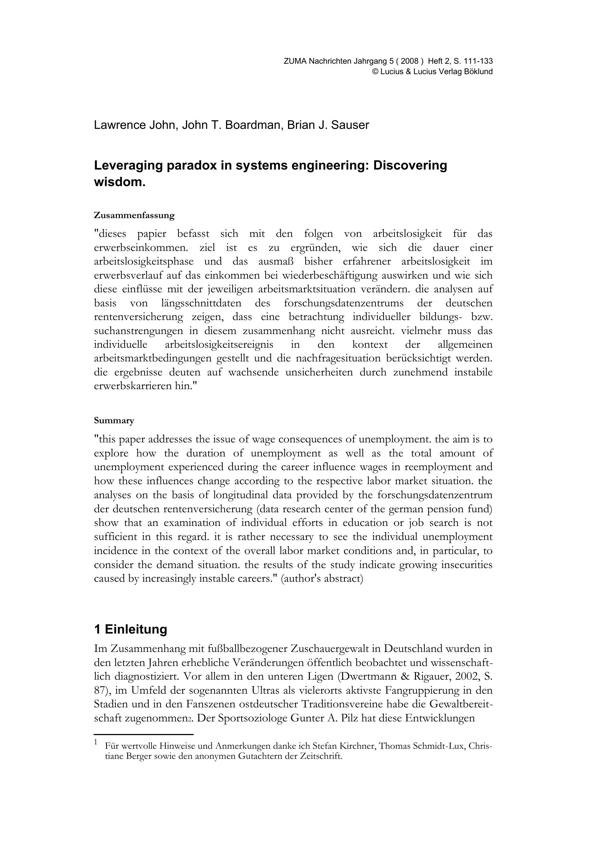 ZUMA Nachrichten Jahrgang 5 ( 2008 ) Heft 2, S. 111-133
© Lucius & Lucius Verlag Böklund
Lawrence John, John T. Boardman, Brian J. Sauser
Leveraging paradox in systems engineering: Discovering
wisdom.
Zusammenfassung
"dieses papier befasst sich mit den folgen von arbeitslosigkeit für das
erwerbseinkommen. ziel ist es zu ergründen, wie sich die dauer einer
arbeitslosigkeitsphase und das ausmaß bisher erfahrener arbeitslosigkeit im
erwerbsverlauf auf das einkommen bei wiederbeschäftigung auswirken und wie sich
diese einflüsse mit der jeweiligen arbeitsmarktsituation verändern. die analysen auf
basis von längsschnittdaten des forschungsdatenzentrums der deutschen
rentenversicherung zeigen, dass eine betrachtung individueller bildungs- bzw.
suchanstrengungen in diesem zusammenhang nicht ausreicht. vielmehr muss das
individuelle arbeitslosigkeitsereignis in den kontext der allgemeinen
arbeitsmarktbedingungen gestellt und die nachfragesituation berücksichtigt werden.
die ergebnisse deuten auf wachsende unsicherheiten durch zunehmend instabile
erwerbskarrieren hin."
Summary
"this paper addresses the issue of wage consequences of unemployment. the aim is to
explore how the duration of unemployment as well as the total amount of
unemployment experienced during the career influence wages in reemployment and
how these influences change according to the respective labor market situation. the
analyses on the basis of longitudinal data provided by the forschungsdatenzentrum
der deutschen rentenversicherung (data research center of the german pension fund)
show that an examination of individual efforts in education or job search is not
sufficient in this regard. it is rather necessary to see the individual unemployment
incidence in the context of the overall labor market conditions and, in particular, to
consider the demand situation. the results of the study indicate growing insecurities
caused by increasingly instable careers." (author's abstract)
1 Einleitung
Im Zusammenhang mit fußballbezogener Zuschauergewalt in Deutschland wurden in
den letzten Jahren erhebliche Veränderungen öffentlich beobachtet und wissenschaft-
lich diagnostiziert. Vor allem in den unteren Ligen (Dwertmann & Rigauer, 2002, S.
87), im Umfeld der sogenannten Ultras als vielerorts aktivste Fangruppierung in den
Stadien und in den Fanszenen ostdeutscher Traditionsvereine habe die Gewaltbereit-
schaft zugenommen2. Der Sportsoziologe Gunter A. Pilz hat diese Entwicklungen
1 Für wertvolle Hinweise und Anmerkungen danke ich Stefan Kirchner, Thomas Schmidt-Lux, Chris-
tiane Berger sowie den anonymen Gutachtern der Zeitschrift.